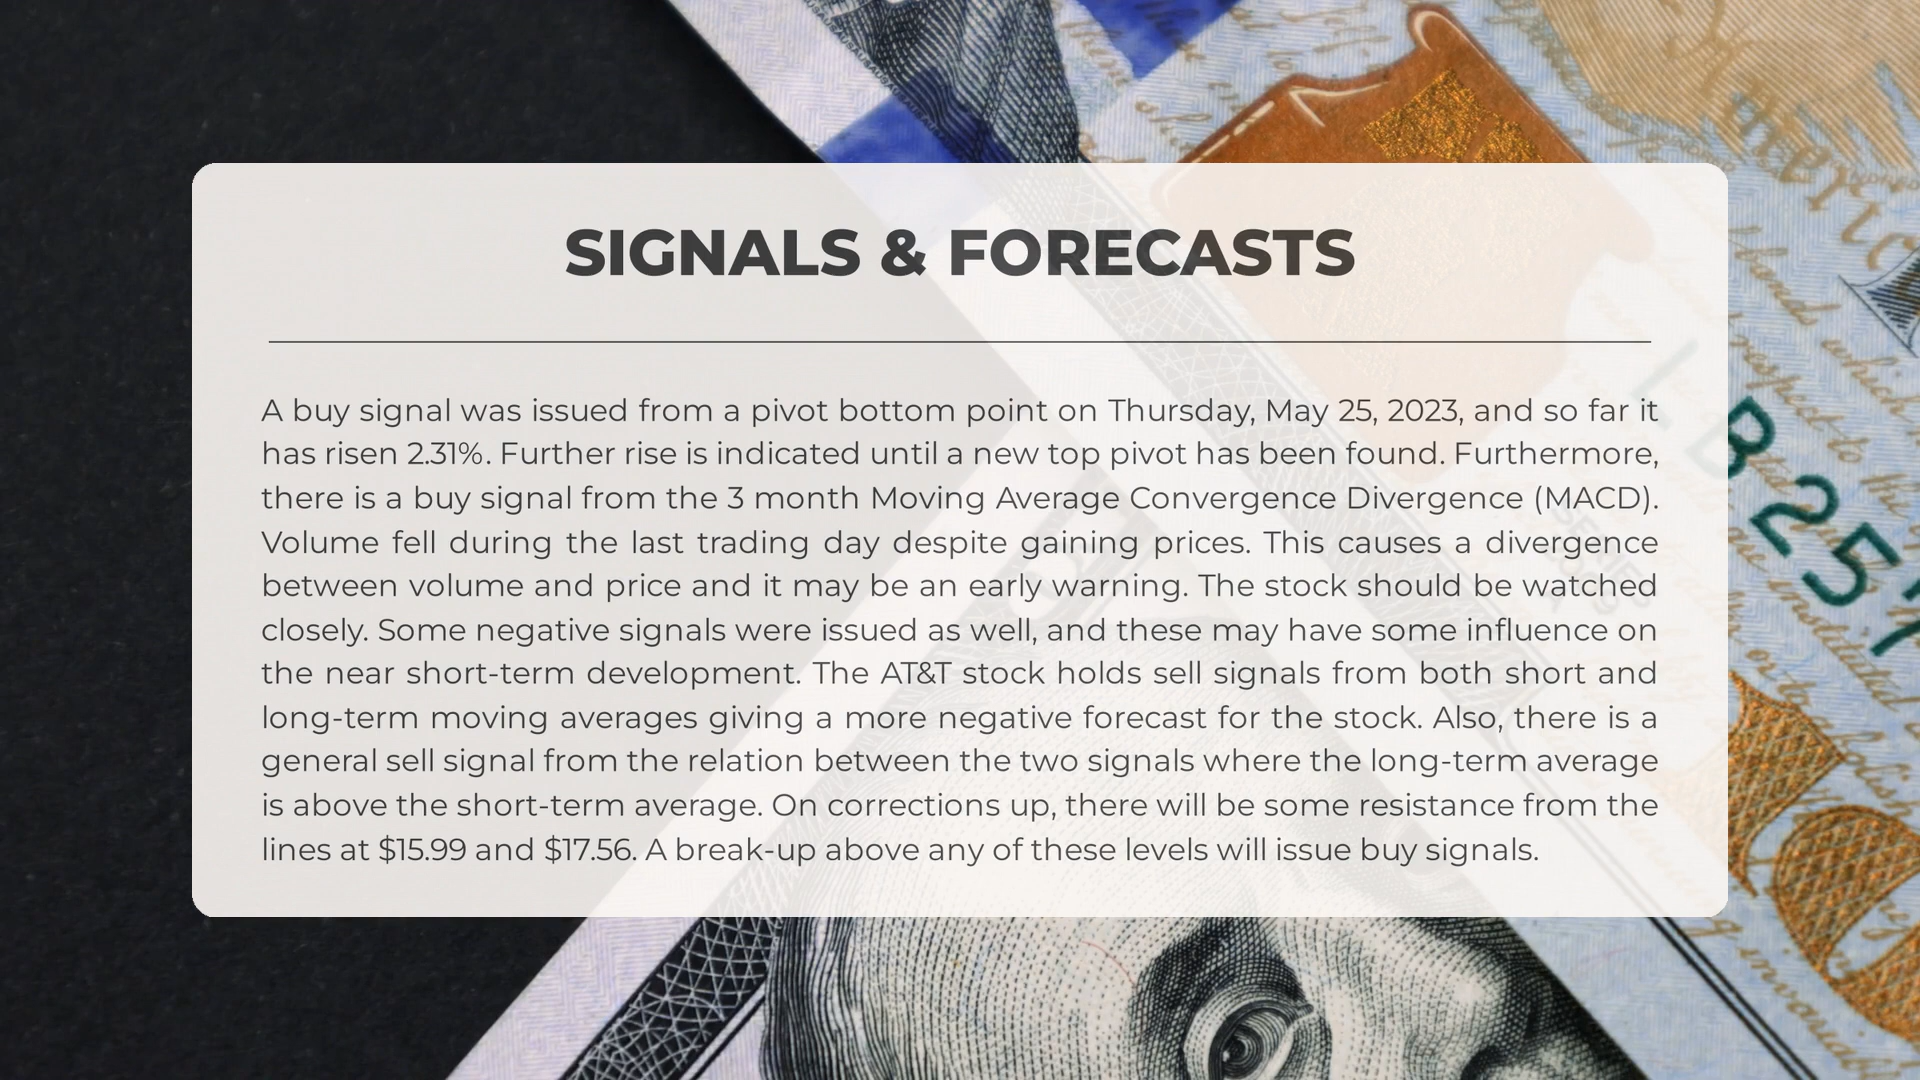 SIGNALS & FORECASTS
A buy signal was issued from a pivot bottom point on Thursday, May 25, 2023, and so far it
has risen 2.31%. Further rise is indicated until a new top pivot has been found. Furthermore,
there is a buy signal from the 3 month Moving Average Convergence Divergence (MACD).
Volume fell during the last trading day despite gaining prices. This causes a divergence
between volume and price and it may be an early warning. The stock should be watched
closely. Some negative signals were issued as well, and these may have some influence on
the near short-term development. The AT&T stock holds sell signals from both short and
long-term moving averages giving a more negative forecast for the stock. Also, there is a
general sell signal from the relation between the two signals where the long-term average
is above the short-term average. On corrections up, there will be some resistance from the
lines at $15.99 and $17.56. A break-up above any of these levels will issue buy signals.